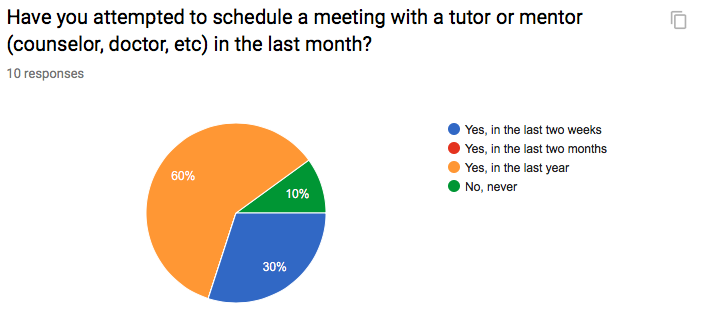 Have you attempted to schedule a meeting with a tutor or mentor
(counselor, doctor, etc) in the last month?
10 responses
Yes, in the last two weeks
Yes, in the last two months
Yes, in the last year
No, never
60%
10%
30%